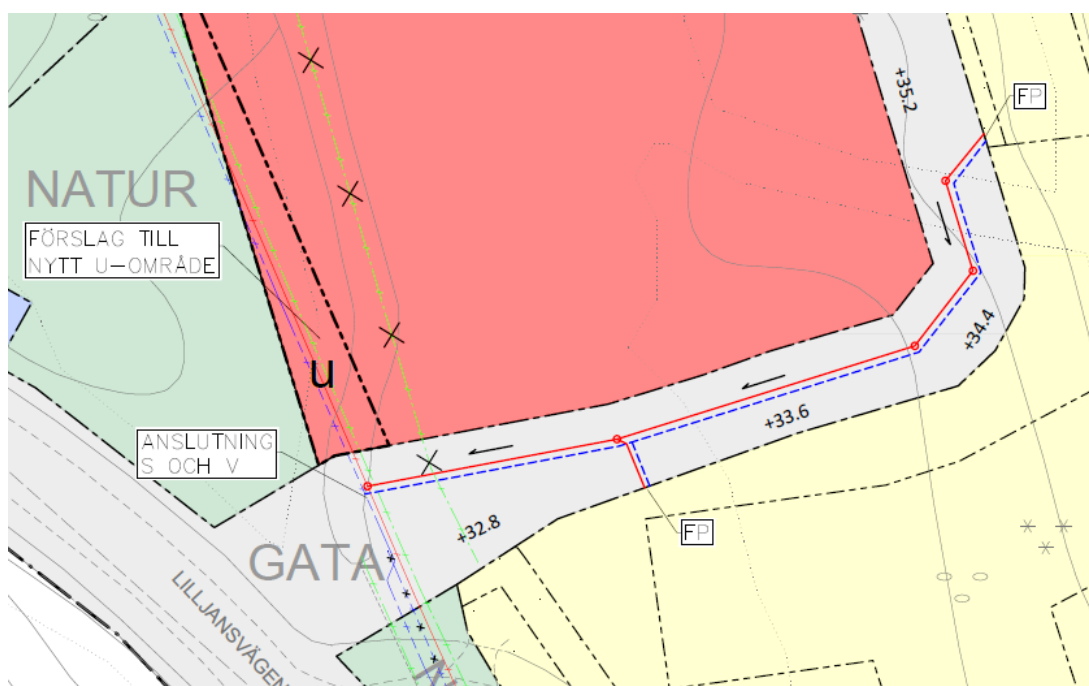 +35.2
FP
NATUR
FÖRSLAG TILL
NYTT U-OMRÅDE
+34.4
u
+33.6
ANSLUTNING
S OCH V
+32.8
FP
GATA
LILLJANSVÄGEN